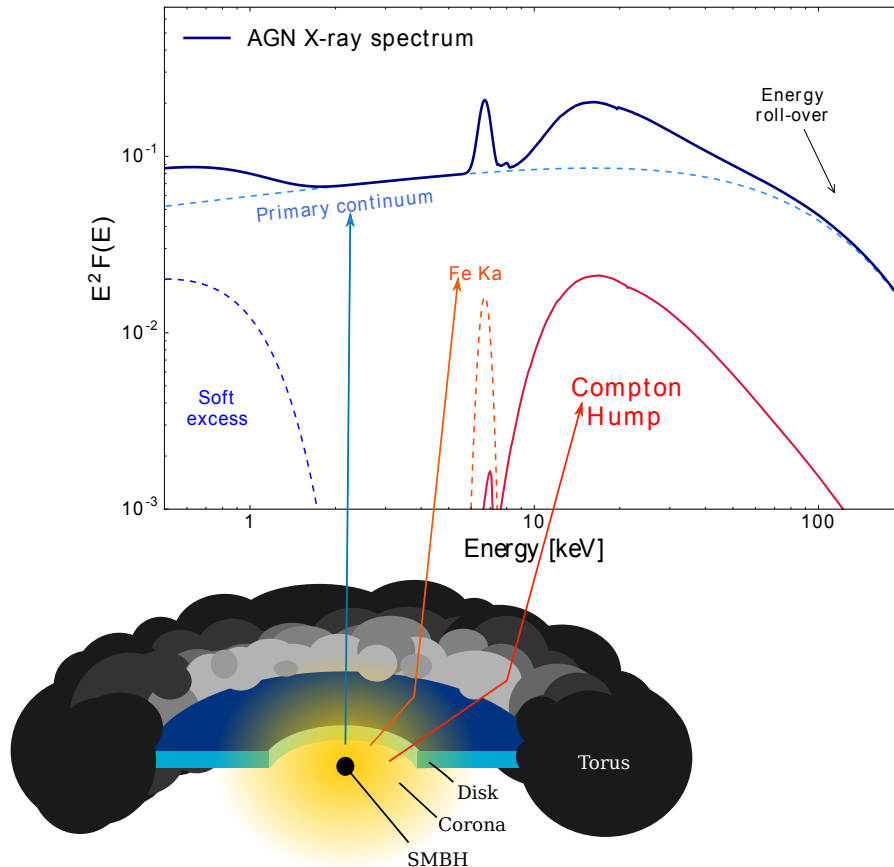 AGN X-ray spectrum
Energy
roll-over
10⁻¹
Primary continuum
E² F(E)
Fe Ka
10⁻²
Soft
excess
Compton
Hump
10⁻³
1
10
100
Energy [keV]
Torus
Disk
Corona
SMBH